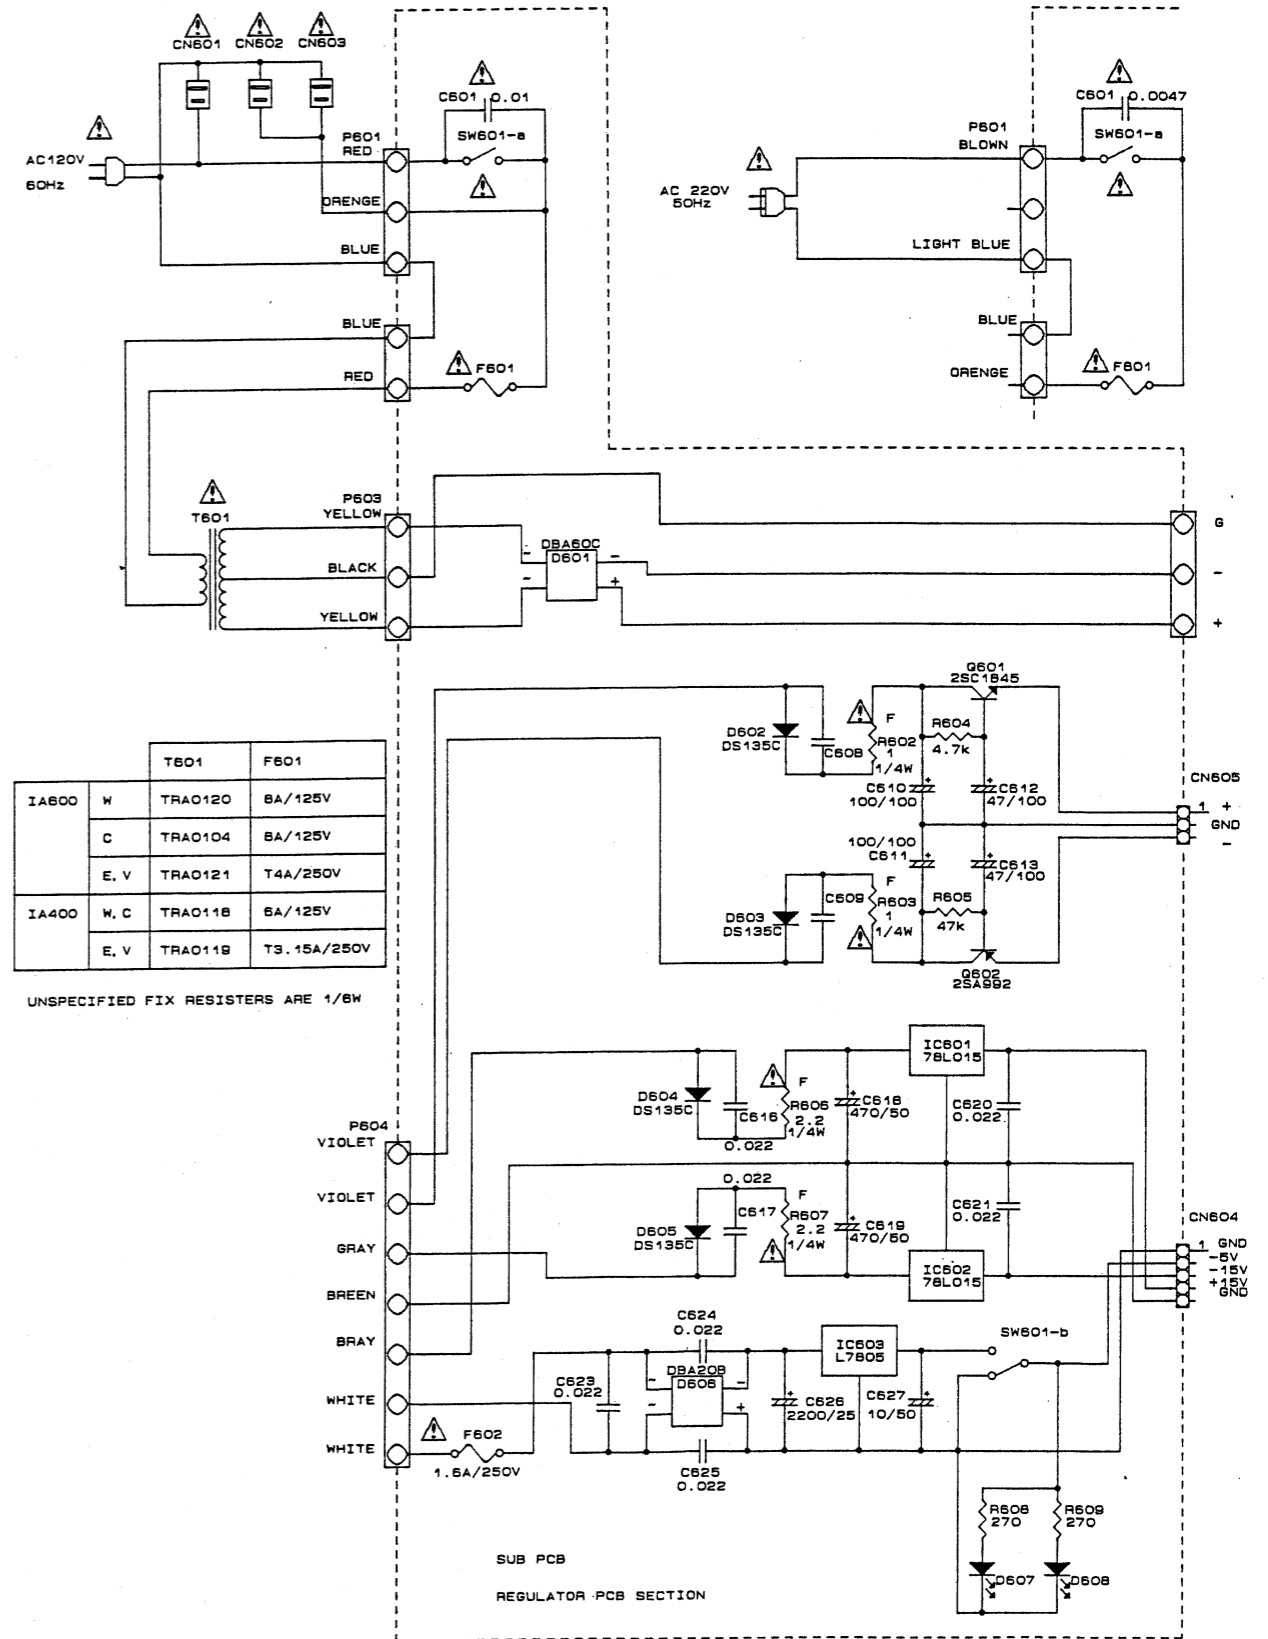 CN601 CN602 CN603
C601 0.01
SW601-a
P601
RED
AC120V
60Hz
ORENGE
BLUE
BLUE
RED
F601
C601 0.0047
SW601-a
P601
BLOWN
AC 220V
50Hz
LIGHT BLUE
BLUE
ORENGE
F601
T601
P603
YELLOW
BLACK
YELLOW
DBA60C
D601
-
-
-
+
G
-
+
Q601
2SC1845
D602
DS135C
C608
F
R602
1
1/4W
R604
4.7k
C610
100/100
C612
47/100
CN605
1 +
GND
-
100/100
C611
C613
47/100
D603
DS135C
C609
F
R603
1
1/4W
R605
47k
Q602
2SA992
T601 F601
IA600 W TRA0120 8A/125V
C TRA0104 8A/125V
E, V TRA0121 T4A/250V
IA400 W, C TRA0118 6A/125V
E, V TRA0119 T3.15A/250V
UNSPECIFIED FIX RESISTERS ARE 1/6W
IC601
78L015
D604
DS135C
C616
0.022
F
R606
2.2
1/4W
C618
470/50
C620
0.022
P604
VIOLET
VIOLET
GRAY
BREEN
BRAY
WHITE
WHITE
0.022
C617
D605
DS135C
F
R607
2.2
1/4W
C619
470/50
C621
0.022
IC602
78L015
CN604
1 GND
-5V
-15V
+15V
GND
C624
0.022
IC603
L7805
SW601-b
C623
0.022
DBA20B
D606
-
-
-
+
C626
2200/25
C627
10/50
F602
1.6A/250V
C625
0.022
R608
270
R609
270
D607
D608
SUB PCB
REGULATOR PCB SECTION